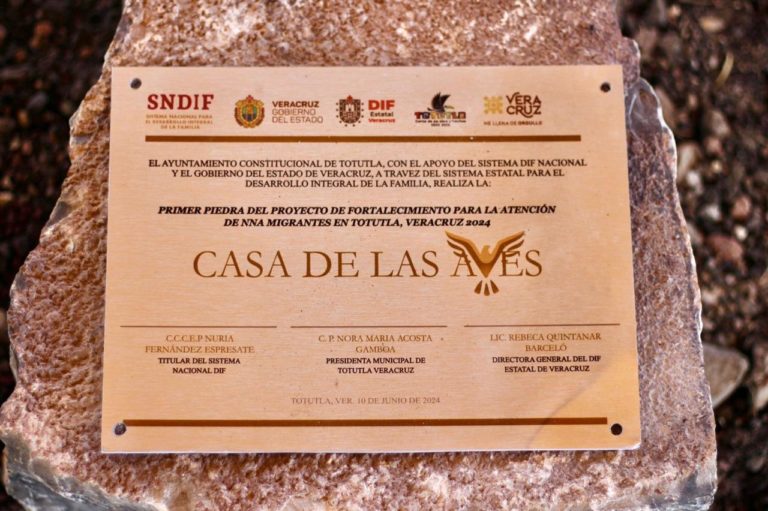 SNDIF
SISTEMA NACIONAL PARA
EL DESARROLLO INTEGRAL
DE LA FAMILIA
VERACRUZ
GOBIERNO
DEL ESTADO
DIF
Estatal
Veracruz
TOTUTLA
VERA
CRUZ
ME LLENA DE ORGULLO
EL AYUNTAMIENTO CONSTITUCIONAL DE TOTUTLA, CON EL APOYO DEL SISTEMA DIF NACIONAL
Y EL GOBIERNO DEL ESTADO DE VERACRUZ, A TRAVEZ DEL SISTEMA ESTATAL PARA EL
DESARROLLO INTEGRAL DE LA FAMILIA, REALIZA LA:
PRIMER PIEDRA DEL PROYECTO DE FORTALECIMIENTO PARA LA ATENCIÓN
DE NNA MIGRANTES EN TOTUTLA, VERACRUZ 2024
CASA DE LAS AVES
C.C.C.E.P NURIA
FERNÁNDEZ ESPRESATE
TITULAR DEL SISTEMA
NACIONAL DIF
C. P. NORA MARIA ACOSTA
GAMBOA
PRESIDENTA MUNICIPAL DE
TOTUTLA VERACRUZ
LIC. REBECA QUINTANAR
BARCELÓ
DIRECTORA GENERAL DEL DIF
ESTATAL DE VERACRUZ
TOTUTLA, VER. 10 DE JUNIO DE 2024